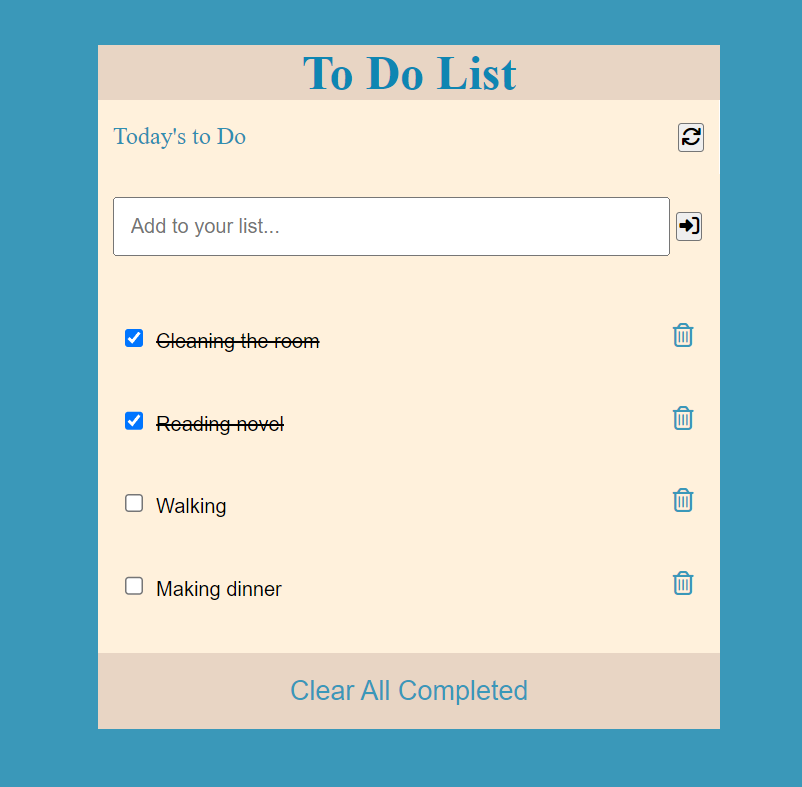 To Do List
Today's to Do
Add to your list...
Cleaning the room
Reading novel
Walking
Making dinner
Clear All Completed